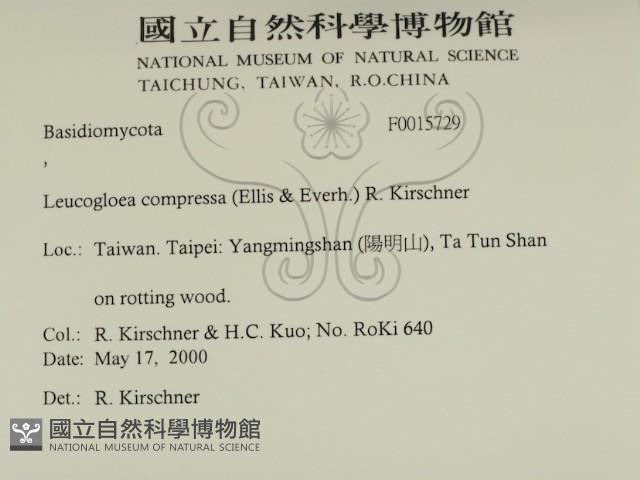 國立自然科學博物館
NATIONAL MUSEUM OF NATURAL SCIENCE
TAICHUNG, TAIWAN, R.O.CHINA
Basidiomycota F0015729
,
Leucogloea compressa (Ellis & Everh.) R. Kirschner
Loc.: Taiwan. Taipei: Yangmingshan (陽明山), Ta Tun Shan
on rotting wood.
Col.: R. Kirschner & H.C. Kuo; No. RoKi 640
Date: May 17, 2000
Det.: R. Kirschner
國立自然科學博物館
NATIONAL MUSEUM OF NATURAL SCIENCE